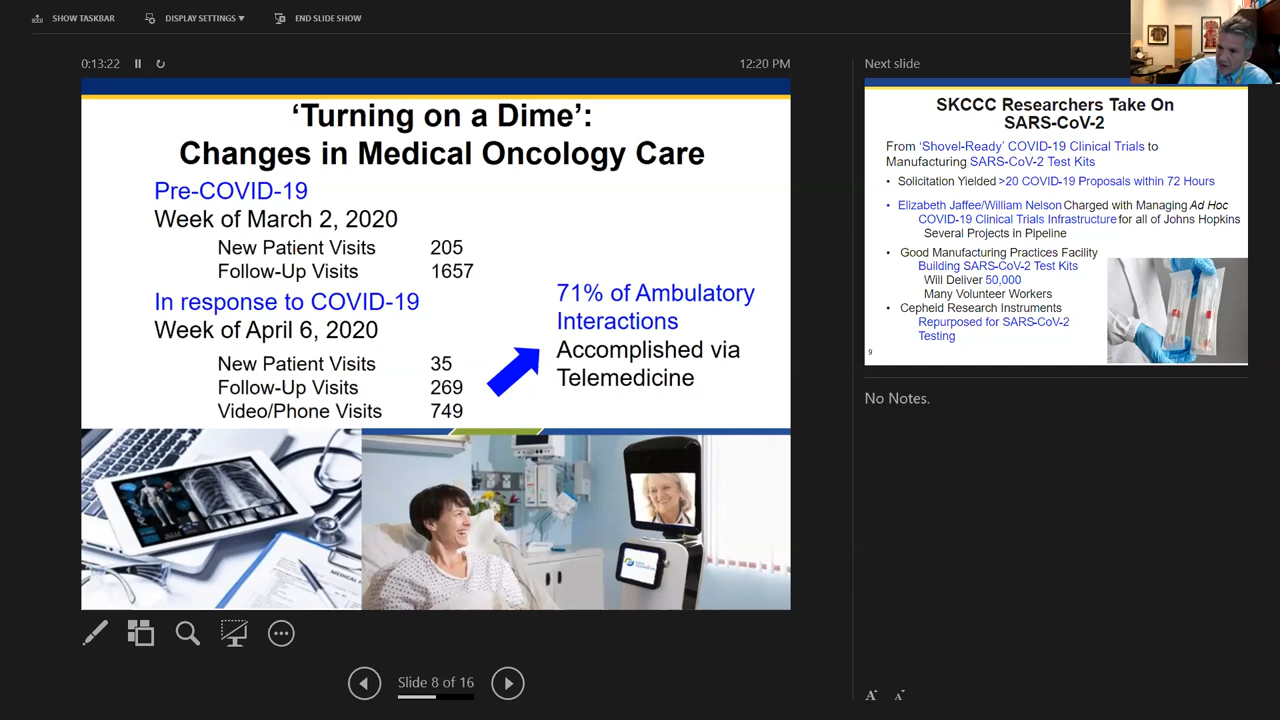 SHOW TASKBAR
DISPLAY SETTINGS ▼
END SLIDE SHOW
0:13:22
12:20 PM
‘Turning on a Dime’:
Changes in Medical Oncology Care
Pre-COVID-19
Week of March 2, 2020
New Patient Visits 205
Follow-Up Visits 1657
In response to COVID-19
Week of April 6, 2020
New Patient Visits 35
Follow-Up Visits 269
Video/Phone Visits 749
71% of Ambulatory
Interactions
Accomplished via
Telemedicine
Slide 8 of 16
Next slide
SKCCC Researchers Take On
SARS-CoV-2
From ‘Shovel-Ready’ COVID-19 Clinical Trials to
Manufacturing SARS-CoV-2 Test Kits
• Solicitation Yielded >20 COVID-19 Proposals within 72 Hours
• Elizabeth Jaffee/William Nelson Charged with Managing Ad Hoc
COVID-19 Clinical Trials Infrastructure for all of Johns Hopkins
Several Projects in Pipeline
• Good Manufacturing Practices Facility
Building SARS-CoV-2 Test Kits
Will Deliver 50,000
Many Volunteer Workers
• Cepheid Research Instruments
Repurposed for SARS-CoV-2
Testing
9
No Notes.
A A